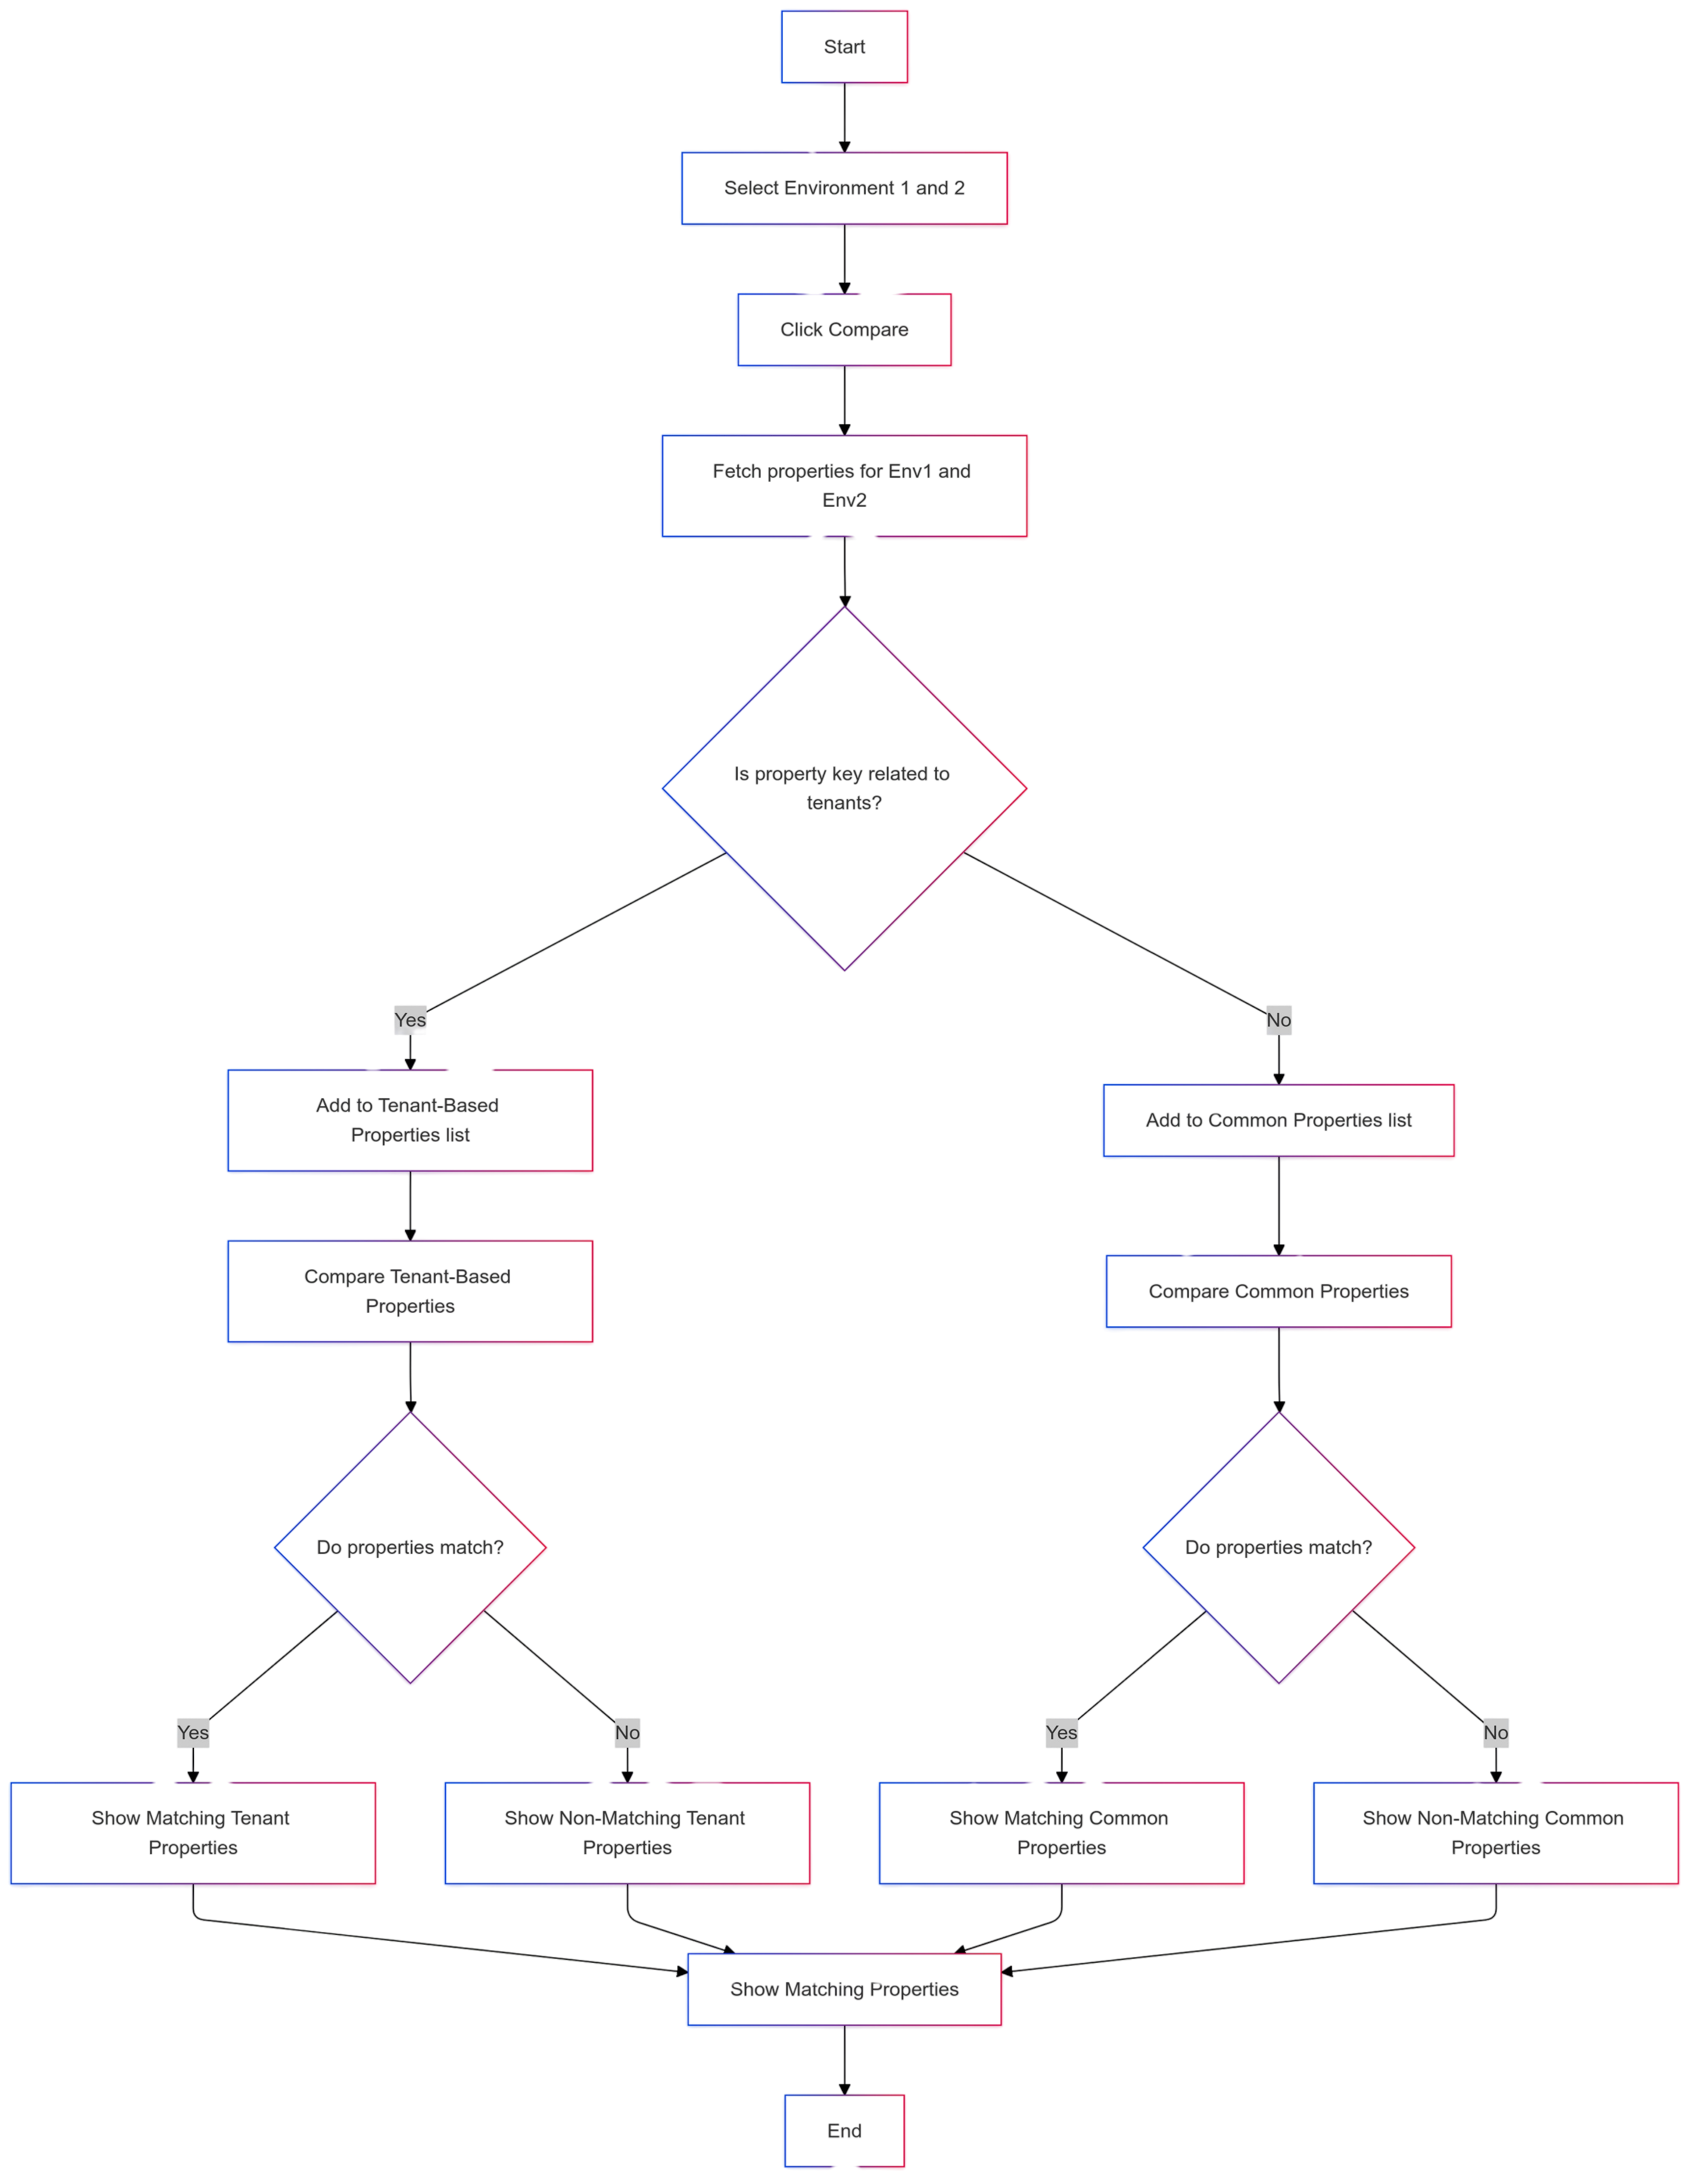 Start
Select Environment 1 and 2
Click Compare
Fetch properties for Env1 and
Env2
Is property key related to
tenants?
Yes
No
Add to Tenant-Based
Properties list
Add to Common Properties list
Compare Tenant-Based
Properties
Compare Common Properties
Do properties match?
Do properties match?
Yes
No
Yes
No
Show Matching Tenant
Properties
Show Non-Matching Tenant
Properties
Show Matching Common
Properties
Show Non-Matching Common
Properties
Show Matching Properties
End